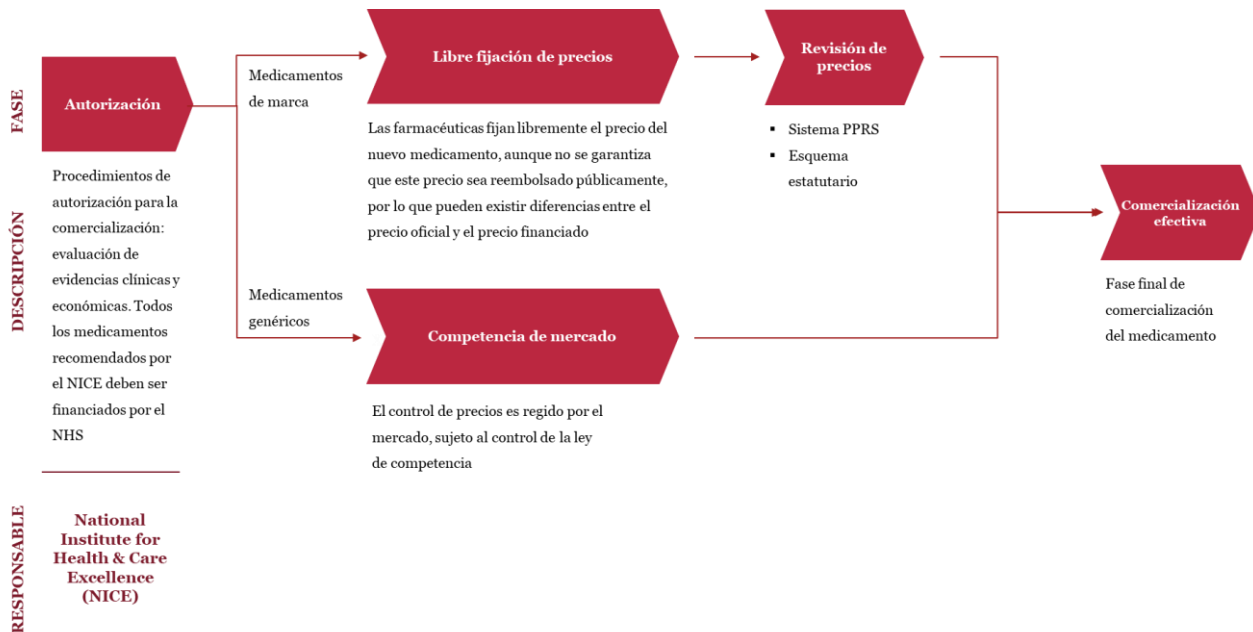 FASE
Autorización
Medicamentos
de marca
Libre fijación de precios
Revisión de
precios
Las farmacéuticas fijan libremente el precio del
nuevo medicamento, aunque no se garantiza
que este precio sea reembolsado públicamente,
por lo que pueden existir diferencias entre el
precio oficial y el precio financiado
▪ Sistema PPRS
▪ Esquema
estatutario
DESCRIPCIÓN
Procedimientos de
autorización para la
comercialización:
evaluación de
evidencias clínicas y
económicas. Todos
los medicamentos
recomendados por
el NICE deben ser
financiados por el
NHS
Medicamentos
genéricos
Competencia de mercado
El control de precios es regido por el
mercado, sujeto al control de la ley
de competencia
Comercialización
efectiva
Fase final de
comercialización
del medicamento
RESPONSABLE
National
Institute for
Health & Care
Excellence
(NICE)